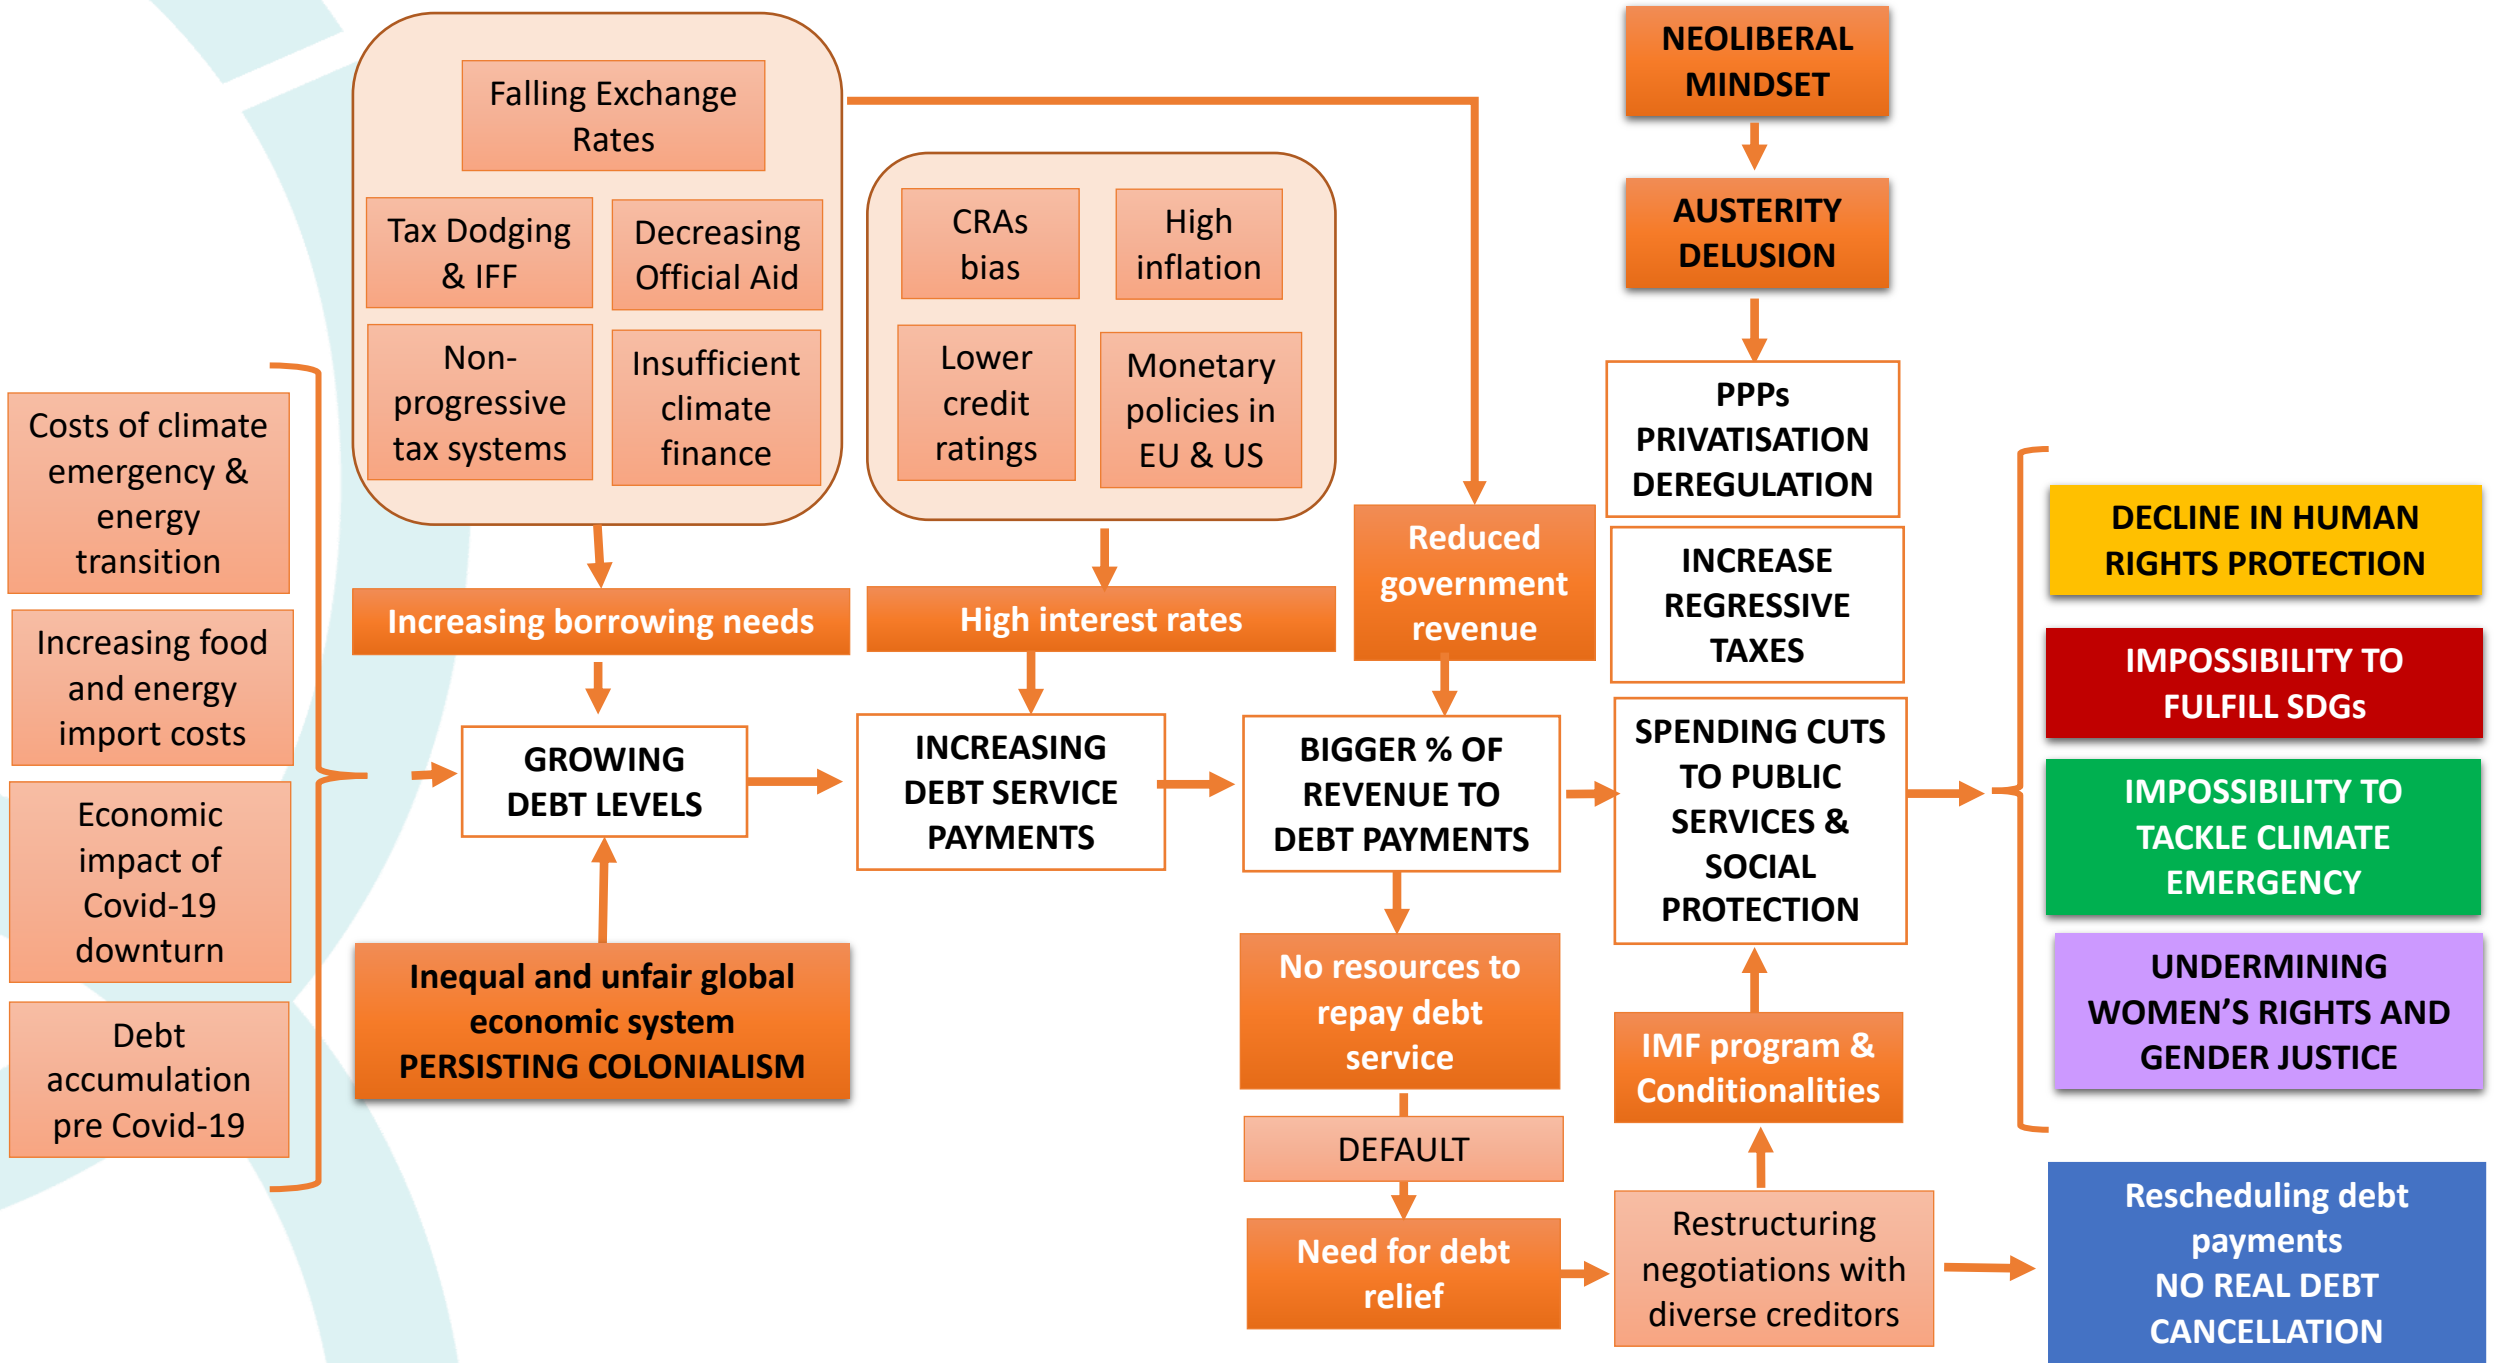 Falling Exchange
Rates
Tax Dodging
& IFF
Decreasing
Official Aid
Non-
progressive
tax systems
Insufficient
climate
finance
CRAs
bias
High
inflation
Lower
credit
ratings
Monetary
policies in
EU & US
NEOLIBERAL
MINDSET
AUSTERITY
DELUSION
PPPs
PRIVATISATION
DEREGULATION
INCREASE
REGRESSIVE
TAXES
Costs of climate
emergency &
energy
transition
Increasing food
and energy
import costs
Economic
impact of
Covid-19
downturn
Debt
accumulation
pre Covid-19
Increasing borrowing needs
High interest rates
Reduced
government
revenue
GROWING
DEBT LEVELS
INCREASING
DEBT SERVICE
PAYMENTS
BIGGER % OF
REVENUE TO
DEBT PAYMENTS
SPENDING CUTS
TO PUBLIC
SERVICES &
SOCIAL
PROTECTION
Inequal and unfair global
economic system
PERSISTING COLONIALISM
No resources to
repay debt
service
DEFAULT
Need for debt
relief
IMF program &
Conditionalities
Restructuring
negotiations with
diverse creditors
DECLINE IN HUMAN
RIGHTS PROTECTION
IMPOSSIBILITY TO
FULFILL SDGs
IMPOSSIBILITY TO
TACKLE CLIMATE
EMERGENCY
UNDERMINING
WOMEN’S RIGHTS AND
GENDER JUSTICE
Rescheduling debt
payments
NO REAL DEBT
CANCELLATION